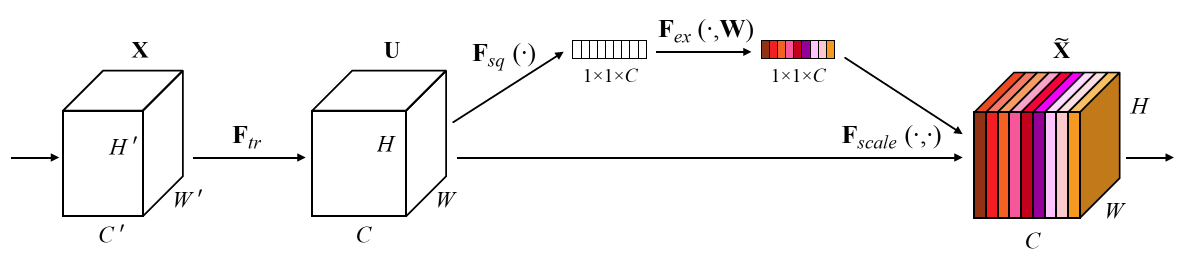 X
H′
W′
C′
F_tr
U
H
W
C
F_sq (·)
1×1×C
F_ex (·,W)
1×1×C
F_scale (·,·)
X̃
H
W
C